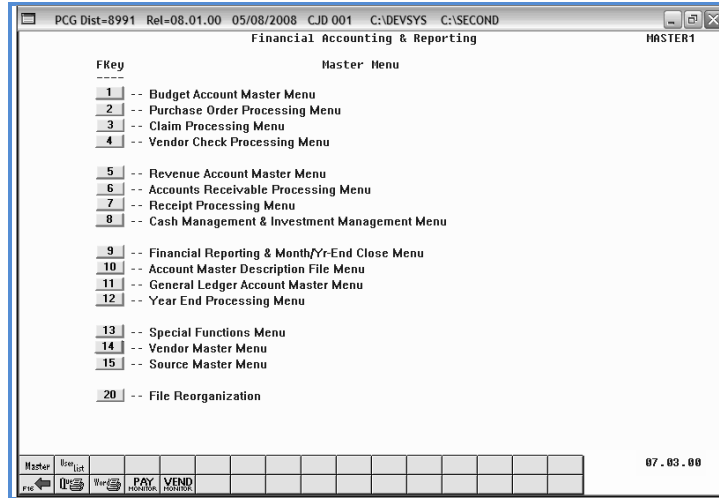 PCG Dist=8991 Rel=08.01.00 05/08/2008 CJD 001 C:\DEVSYS C:\SECOND
Financial Accounting & Reporting MASTER1
FKey Master Menu
----
1 -- Budget Account Master Menu
2 -- Purchase Order Processing Menu
3 -- Claim Processing Menu
4 -- Vendor Check Processing Menu
5 -- Revenue Account Master Menu
6 -- Accounts Receivable Processing Menu
7 -- Receipt Processing Menu
8 -- Cash Management & Investment Management Menu
9 -- Financial Reporting & Month/Yr-End Close Menu
10 -- Account Master Description File Menu
11 -- General Ledger Account Master Menu
12 -- Year End Processing Menu
13 -- Special Functions Menu
14 -- Vendor Master Menu
15 -- Source Master Menu
20 -- File Reorganization
Master User List 07.03.00
F16 PAY MONITOR VEND MONITOR